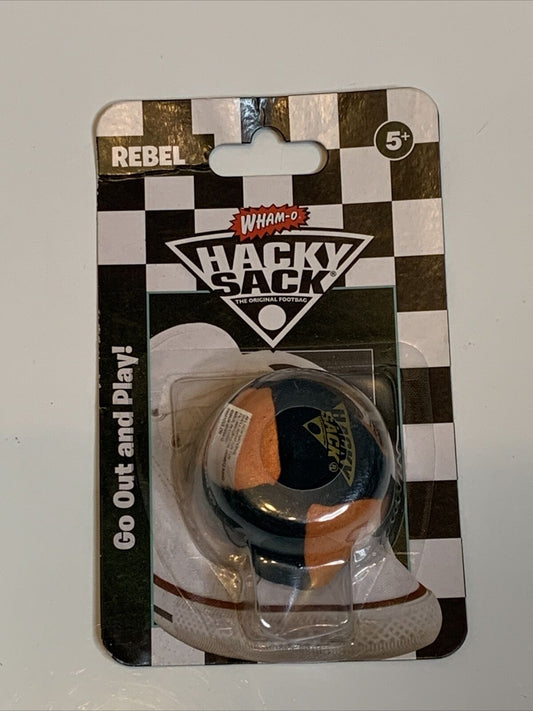 REBEL
5+
WHAM-O
HACKY
SACK®
THE ORIGINAL FOOTBAG
Go Out and Play!
HACKY
SACK®